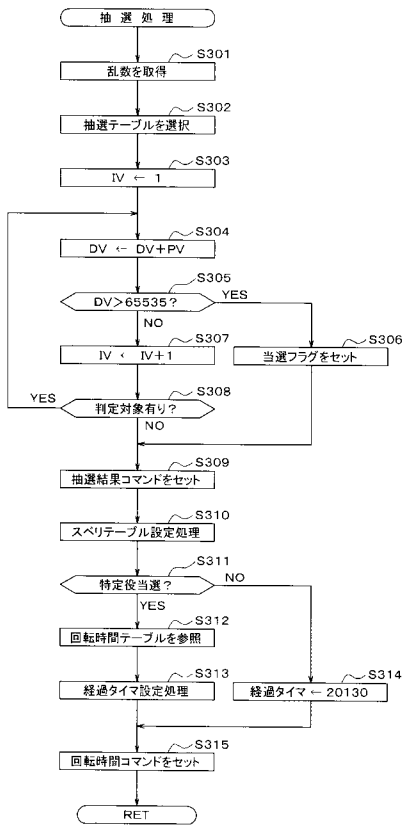 抽選処理
S301
乱数を取得
S302
抽選テーブルを選択
S303
IV ← 1
S304
DV ← DV+PV
S305
DV>65535?
YES
NO
S306
当選フラグをセット
S307
IV ← IV+1
S308
判定対象有り?
YES
NO
S309
抽選結果コマンドをセット
S310
スベリテーブル設定処理
S311
特定役当選?
NO
YES
S312
回転時間テーブルを参照
S313
経過タイマ設定処理
S314
経過タイマ ← 20130
S315
回転時間コマンドをセット
RET